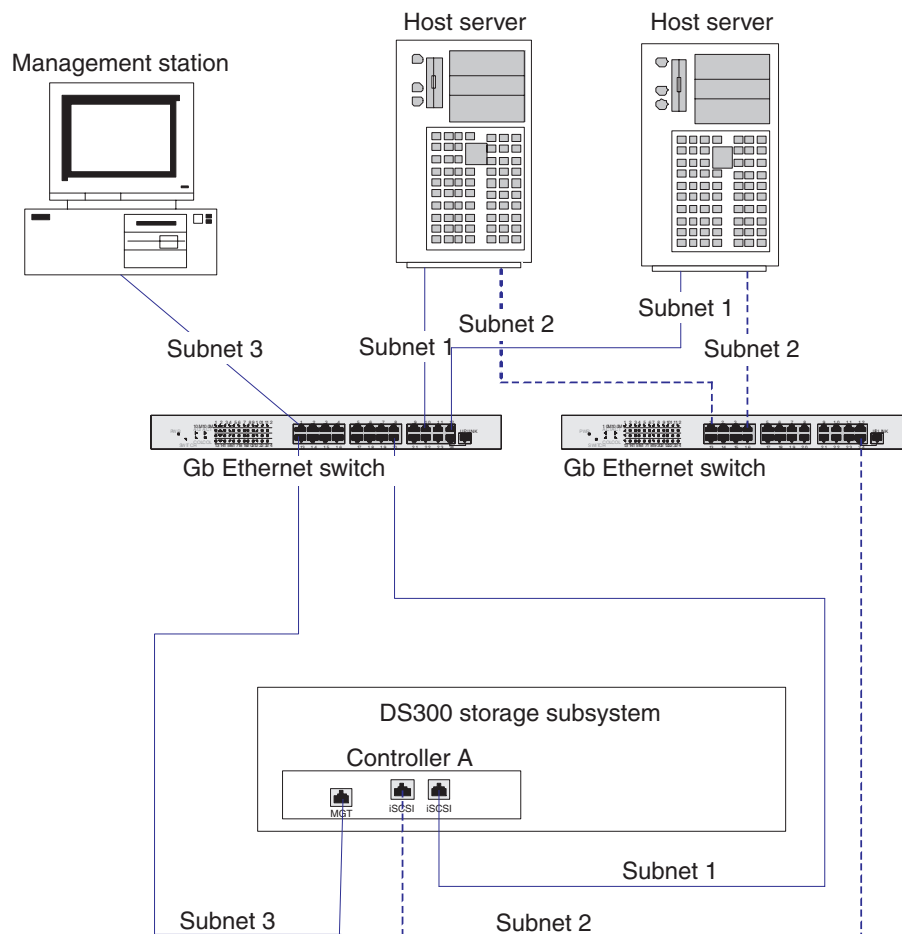 Host server
Host server
Management station
Subnet 1
Subnet 2
Subnet 3
Subnet 1
Subnet 2
Gb Ethernet switch
Gb Ethernet switch
DS300 storage subsystem
Controller A
MGT
iSCSI
iSCSI
Subnet 1
Subnet 3
Subnet 2